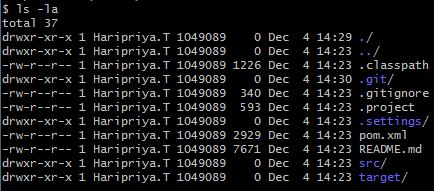 $ ls -la
total 37
drwxr-xr-x 1 Haripriya.T 1049089    0 Dec  4 14:29 ./
drwxr-xr-x 1 Haripriya.T 1049089    0 Dec  4 14:23 ../
-rw-r--r-- 1 Haripriya.T 1049089 1226 Dec  4 14:23 .classpath
drwxr-xr-x 1 Haripriya.T 1049089    0 Dec  4 14:30 .git/
-rw-r--r-- 1 Haripriya.T 1049089  340 Dec  4 14:23 .gitignore
-rw-r--r-- 1 Haripriya.T 1049089  593 Dec  4 14:23 .project
drwxr-xr-x 1 Haripriya.T 1049089    0 Dec  4 14:23 .settings/
-rw-r--r-- 1 Haripriya.T 1049089 2929 Dec  4 14:23 pom.xml
-rw-r--r-- 1 Haripriya.T 1049089 7671 Dec  4 14:23 README.md
drwxr-xr-x 1 Haripriya.T 1049089    0 Dec  4 14:23 src/
drwxr-xr-x 1 Haripriya.T 1049089    0 Dec  4 14:23 target/